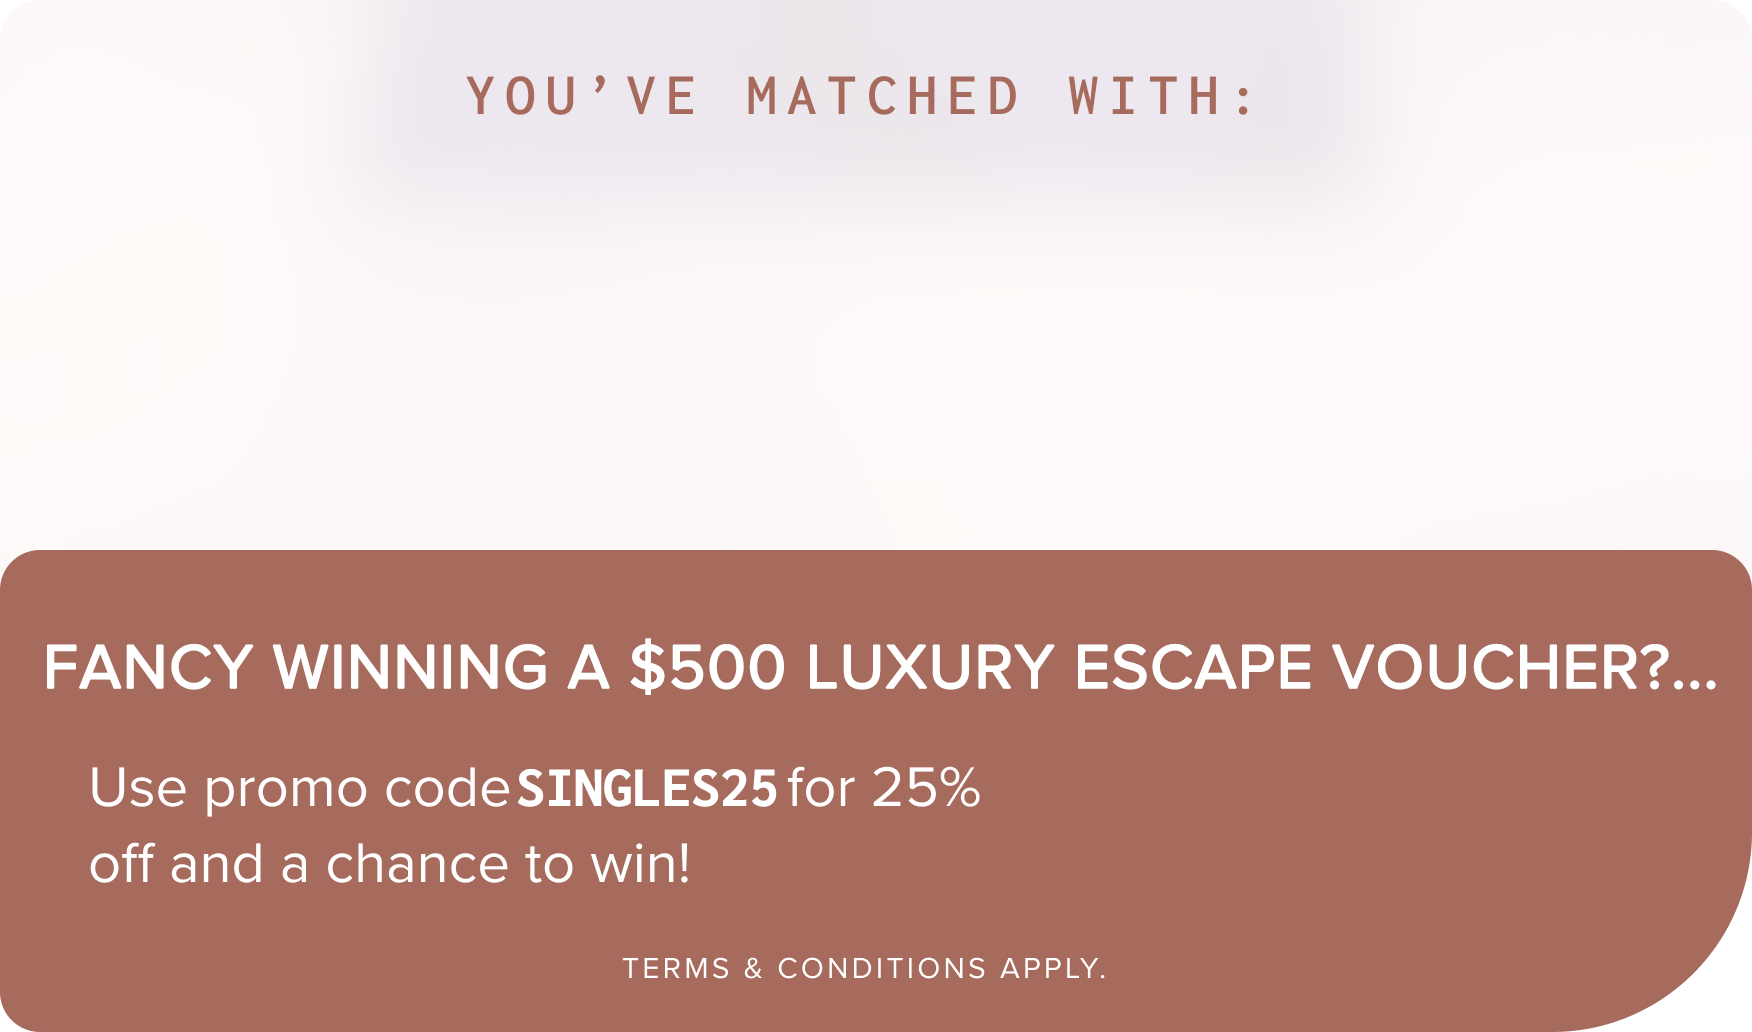 YOU’VE MATCHED WITH:
FANCY WINNING A $500 LUXURY ESCAPE VOUCHER?...
Use promo code SINGLES25 for 25%
off and a chance to win!
TERMS & CONDITIONS APPLY.